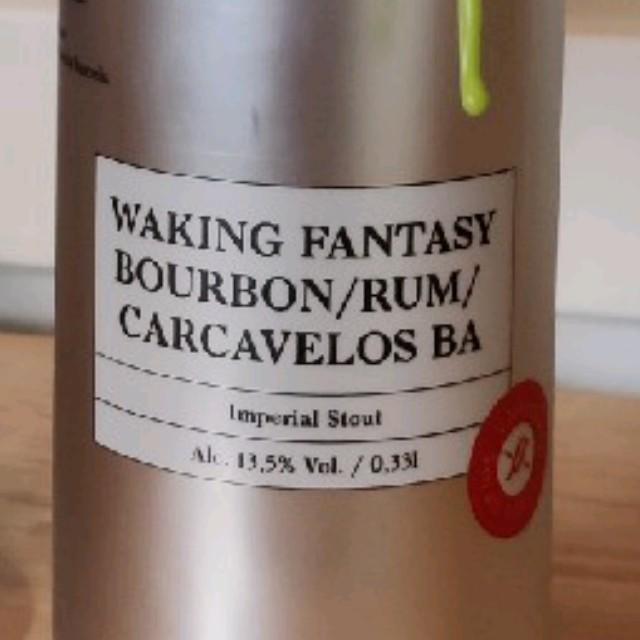 WAKING FANTASY
BOURBON/RUM/
CARCAVELOS BA
Imperial Stout
Alc. 13,5% Vol. / 0,33l